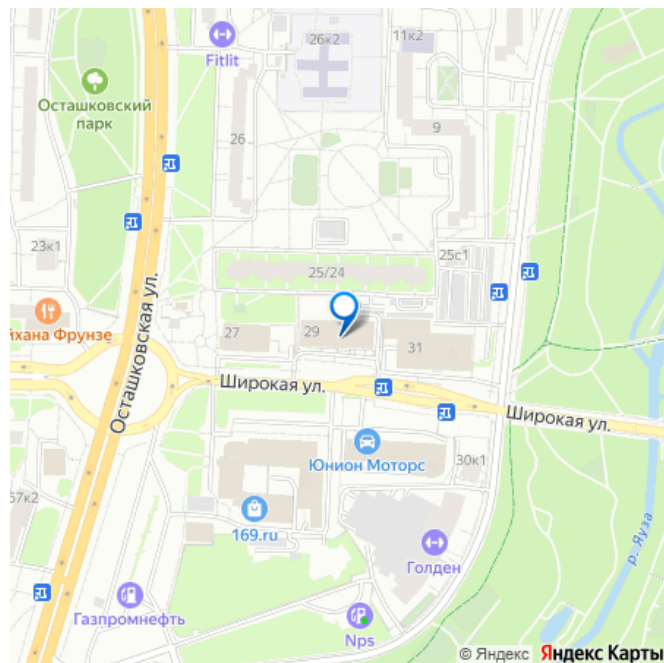 26к2
11к2
Fitlit
Осташковский
парк
26
9
23к1
25с1
25/24
йхана Фрунзе
27
29
31
Осташковская ул.
Широкая ул.
Широкая ул.
Юнион Моторс
30к1
57к2
169.ru
Голден
р. Яуза
Газпромнефть
Nps
© Яндекс Яндекс Карты